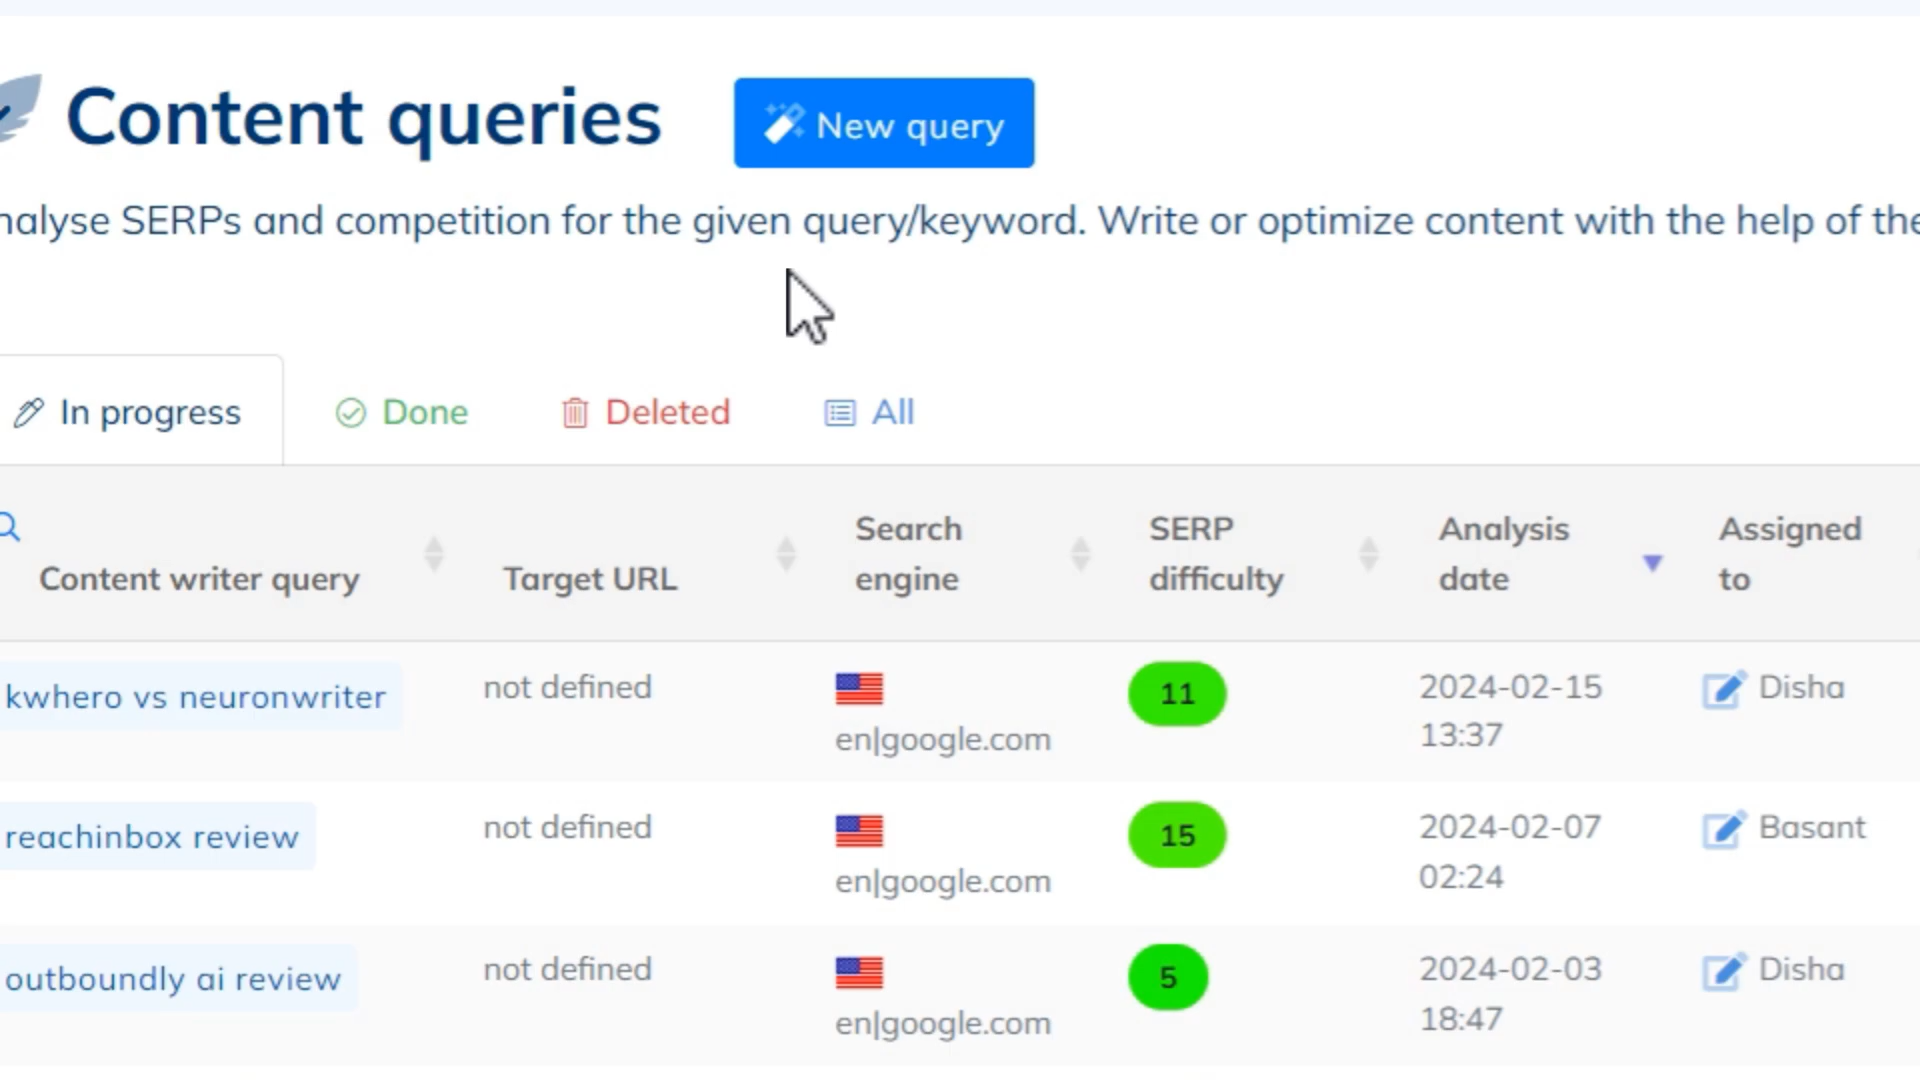 Content queries
New query
nalyse SERPs and competition for the given query/keyword. Write or optimize content with the help of the
In progress
Done
Deleted
All
Content writer query
Target URL
Search engine
SERP difficulty
Analysis date
Assigned to
kwhero vs neuronwriter
not defined
en|google.com
11
2024-02-15
13:37
Disha
reachinbox review
not defined
en|google.com
15
2024-02-07
02:24
Basant
outboundly ai review
not defined
en|google.com
5
2024-02-03
18:47
Disha